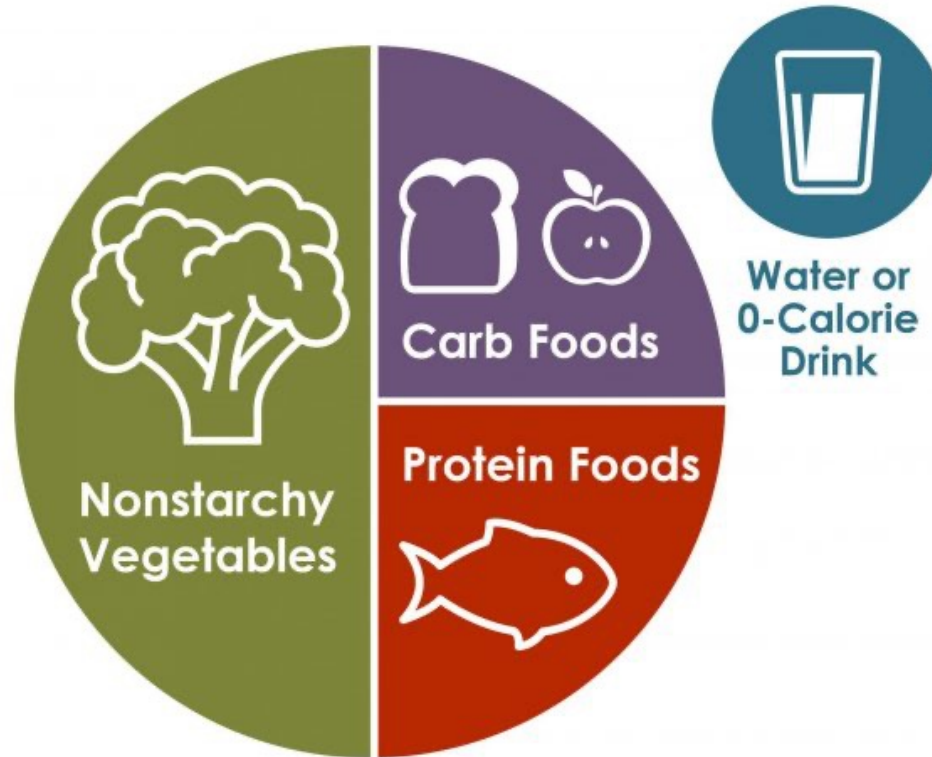 Nonstarchy
Vegetables
Carb Foods
Protein Foods
Water or
0-Calorie
Drink